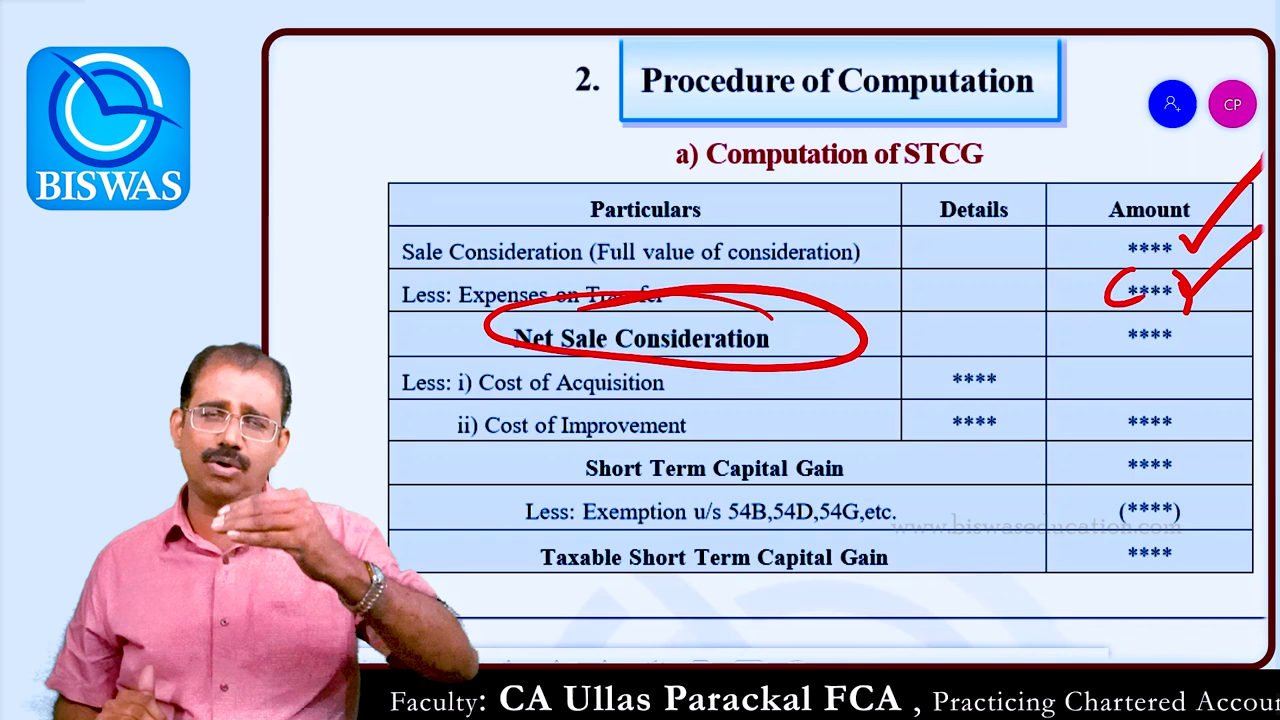 BISWAS
2. Procedure of Computation
CP
a) Computation of STCG
Particulars Details Amount
Sale Consideration (Full value of consideration) ****
Less: Expenses on Transfer ****
Net Sale Consideration ****
Less: i) Cost of Acquisition ****
ii) Cost of Improvement **** ****
Short Term Capital Gain ****
Less: Exemption u/s 54B,54D,54G,etc. (****)
www.biswaseducation.com
Taxable Short Term Capital Gain ****
Faculty: CA Ullas Parackal FCA , Practicing Chartered Accou